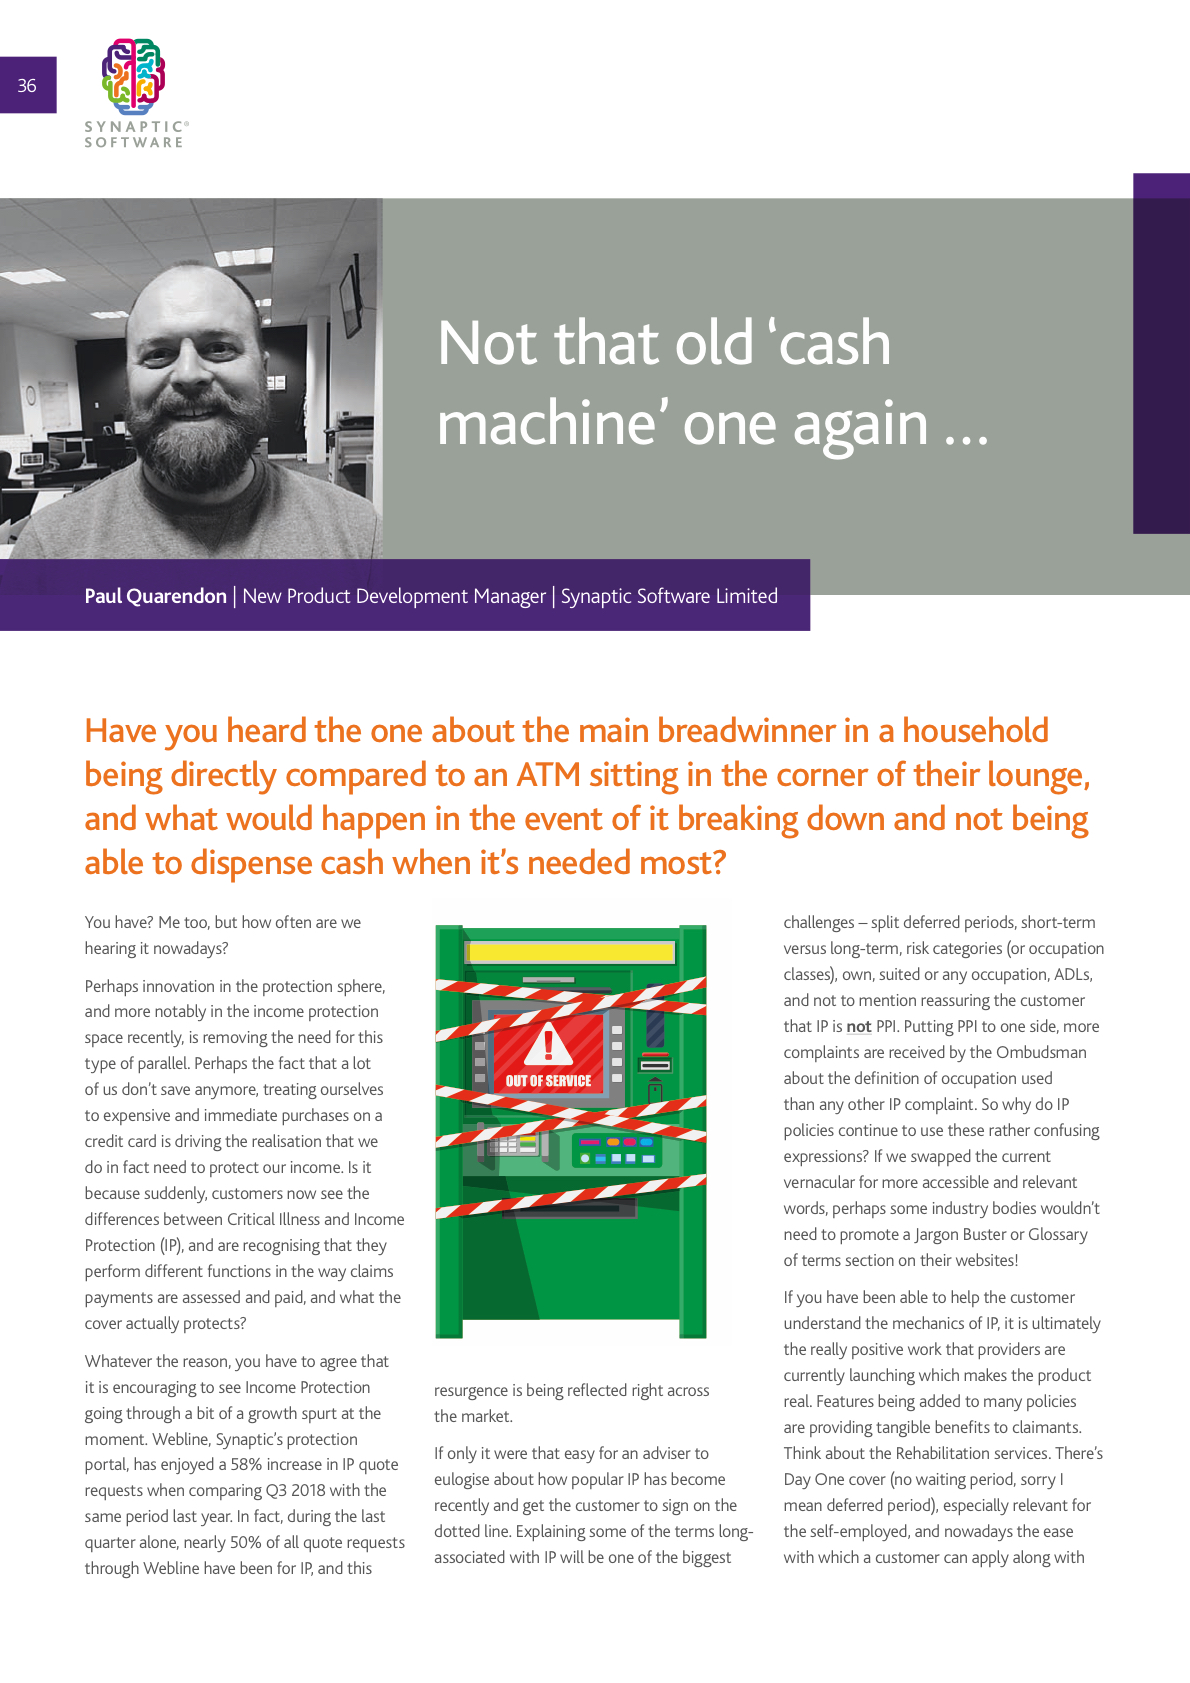 36
SYNAPTIC®
SOFTWARE
Not that old ‘cash
machine’ one again ...
Paul Quarendon | New Product Development Manager | Synaptic Software Limited
Have you heard the one about the main breadwinner in a household
being directly compared to an ATM sitting in the corner of their lounge,
and what would happen in the event of it breaking down and not being
able to dispense cash when it’s needed most?
You have? Me too, but how often are we
hearing it nowadays?
Perhaps innovation in the protection sphere,
and more notably in the income protection
space recently, is removing the need for this
type of parallel. Perhaps the fact that a lot
of us don’t save anymore, treating ourselves
to expensive and immediate purchases on a
credit card is driving the realisation that we
do in fact need to protect our income. Is it
because suddenly, customers now see the
differences between Critical Illness and Income
Protection (IP), and are recognising that they
perform different functions in the way claims
payments are assessed and paid, and what the
cover actually protects?
Whatever the reason, you have to agree that
it is encouraging to see Income Protection
going through a bit of a growth spurt at the
moment. Webline, Synaptic’s protection
portal, has enjoyed a 58% increase in IP quote
requests when comparing Q3 2018 with the
same period last year. In fact, during the last
quarter alone, nearly 50% of all quote requests
through Webline have been for IP, and this
OUT OF SERVICE
resurgence is being reflected right across
the market.
If only it were that easy for an adviser to
eulogise about how popular IP has become
recently and get the customer to sign on the
dotted line. Explaining some of the terms long-
associated with IP will be one of the biggest
challenges – split deferred periods, short-term
versus long-term, risk categories (or occupation
classes), own, suited or any occupation, ADLs,
and not to mention reassuring the customer
that IP is not PPI. Putting PPI to one side, more
complaints are received by the Ombudsman
about the definition of occupation used
than any other IP complaint. So why do IP
policies continue to use these rather confusing
expressions? If we swapped the current
vernacular for more accessible and relevant
words, perhaps some industry bodies wouldn’t
need to promote a Jargon Buster or Glossary
of terms section on their websites!
If you have been able to help the customer
understand the mechanics of IP, it is ultimately
the really positive work that providers are
currently launching which makes the product
real. Features being added to many policies
are providing tangible benefits to claimants.
Think about the Rehabilitation services. There’s
Day One cover (no waiting period, sorry I
mean deferred period), especially relevant for
the self-employed, and nowadays the ease
with which a customer can apply along with